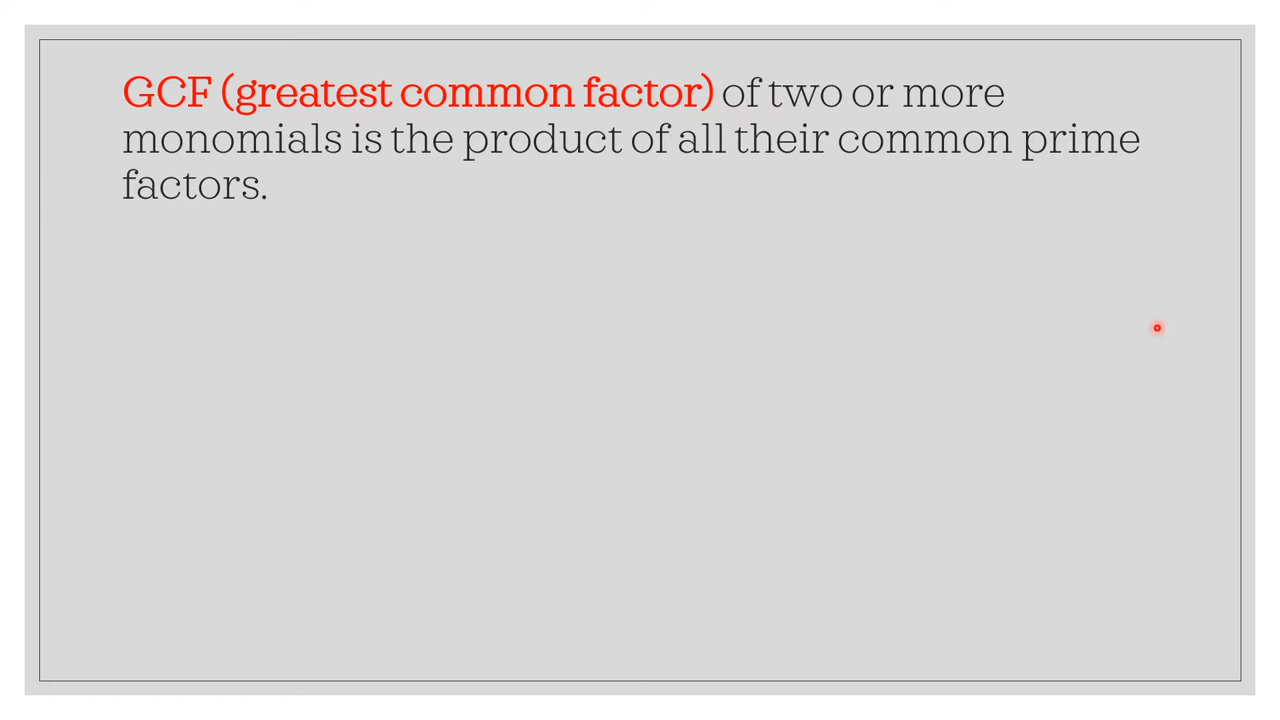 GCF (greatest common factor) of two or more
monomials is the product of all their common prime
factors.